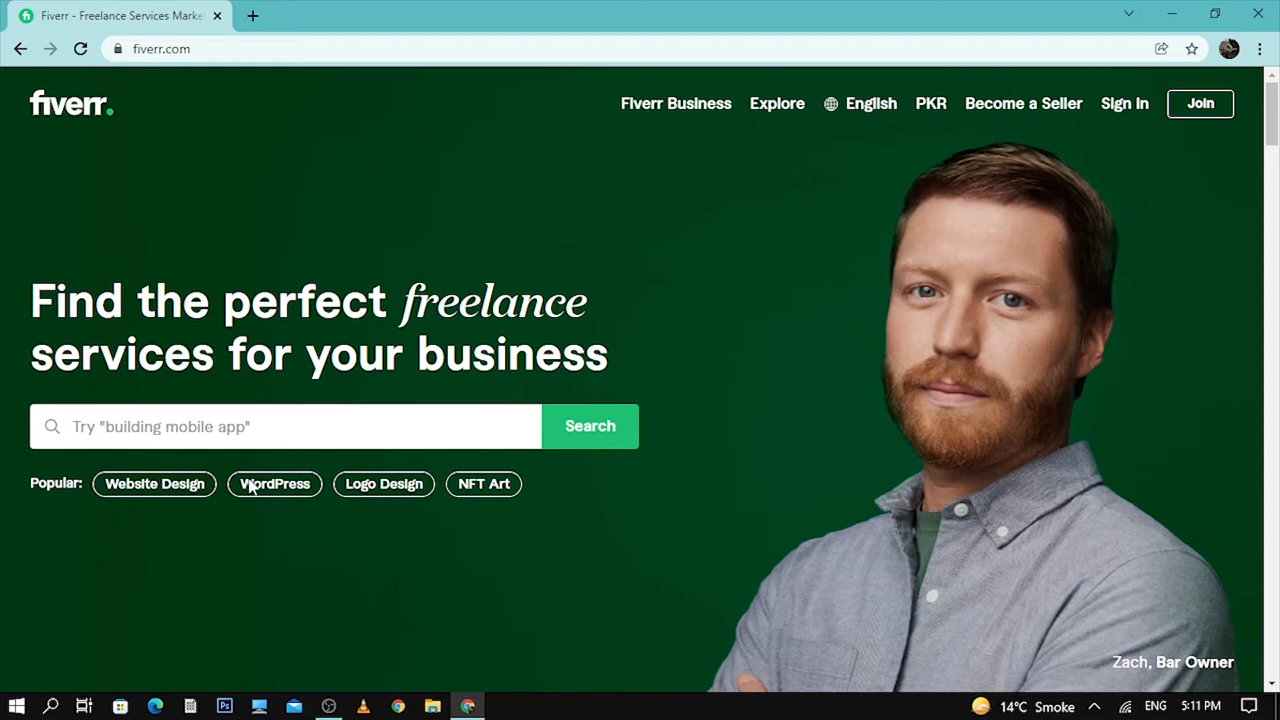 Fiverr - Freelance Services Marke
fiverr.com
fiverr.
Fiverr Business
Explore
English
PKR
Become a Seller
Sign In
Join
Find the perfect freelance
services for your business
Try "building mobile app"
Search
Popular:
Website Design
WordPress
Logo Design
NFT Art
Zach, Bar Owner
Ps
14°C Smoke
ENG
5:11 PM